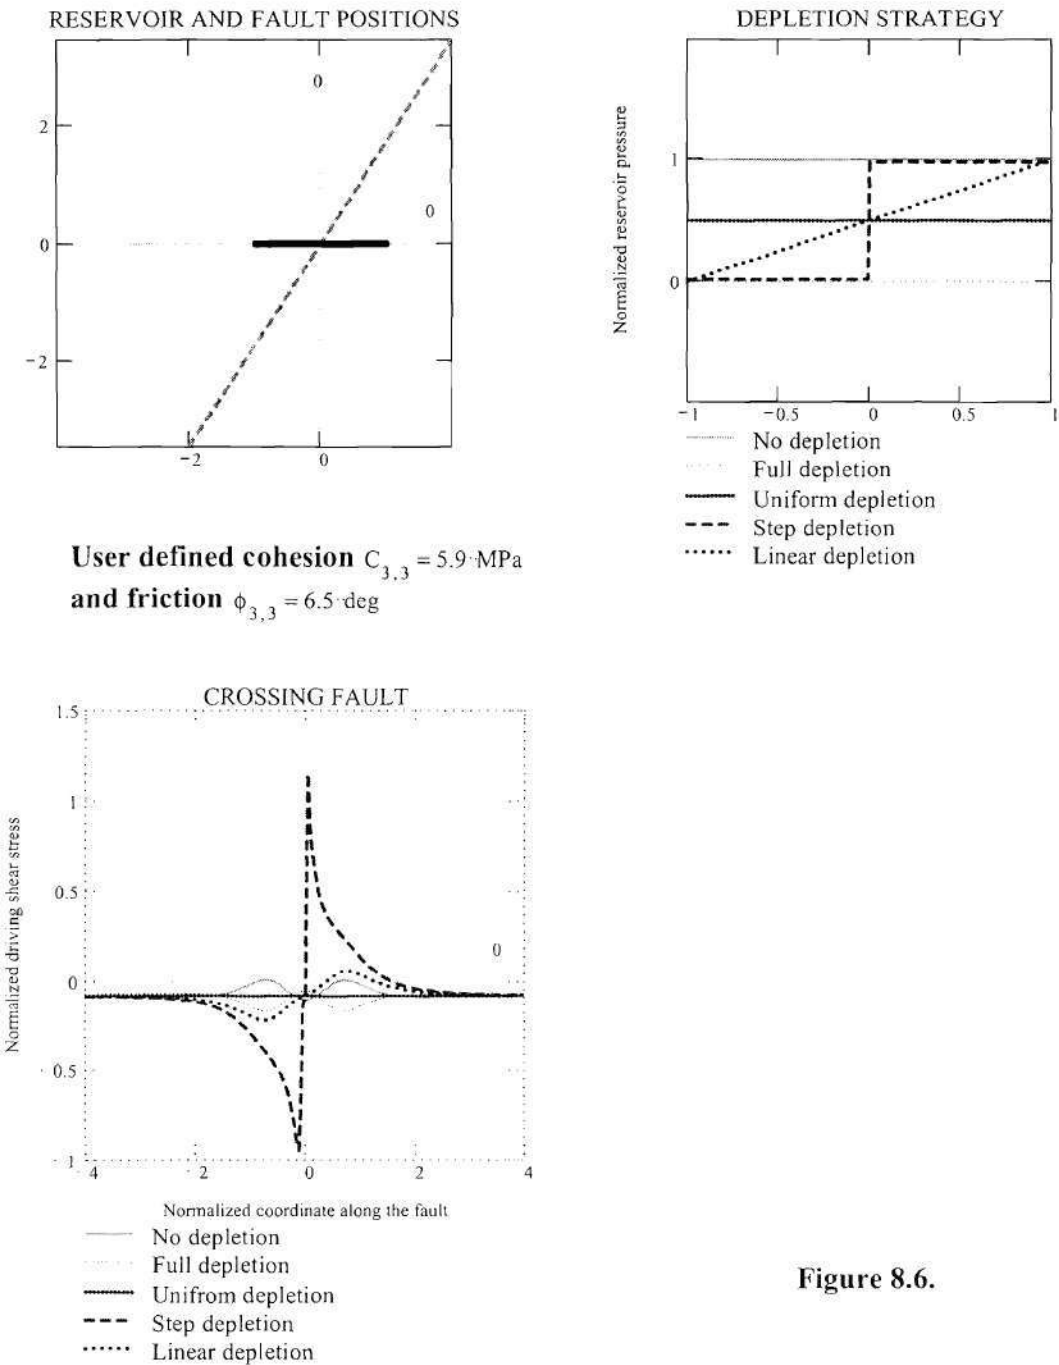 RESERVOIR AND FAULT POSITIONS
0
2
0
0
−2
−2
0
DEPLETION STRATEGY
Normalized reservoir pressure
1
0
−1
−0.5
0
0.5
1
No depletion
Full depletion
Uniform depletion
Step depletion
Linear depletion
User defined cohesion C3,3 = 5.9·MPa
and friction ϕ3,3 = 6.5·deg
CROSSING FAULT
Normalized driving shear stress
1.5
1
0.5
0
0
0.5
1
4
2
0
2
4
Normalized coordinate along the fault
No depletion
Full depletion
Unifrom depletion
Step depletion
Linear depletion
Figure 8.6.